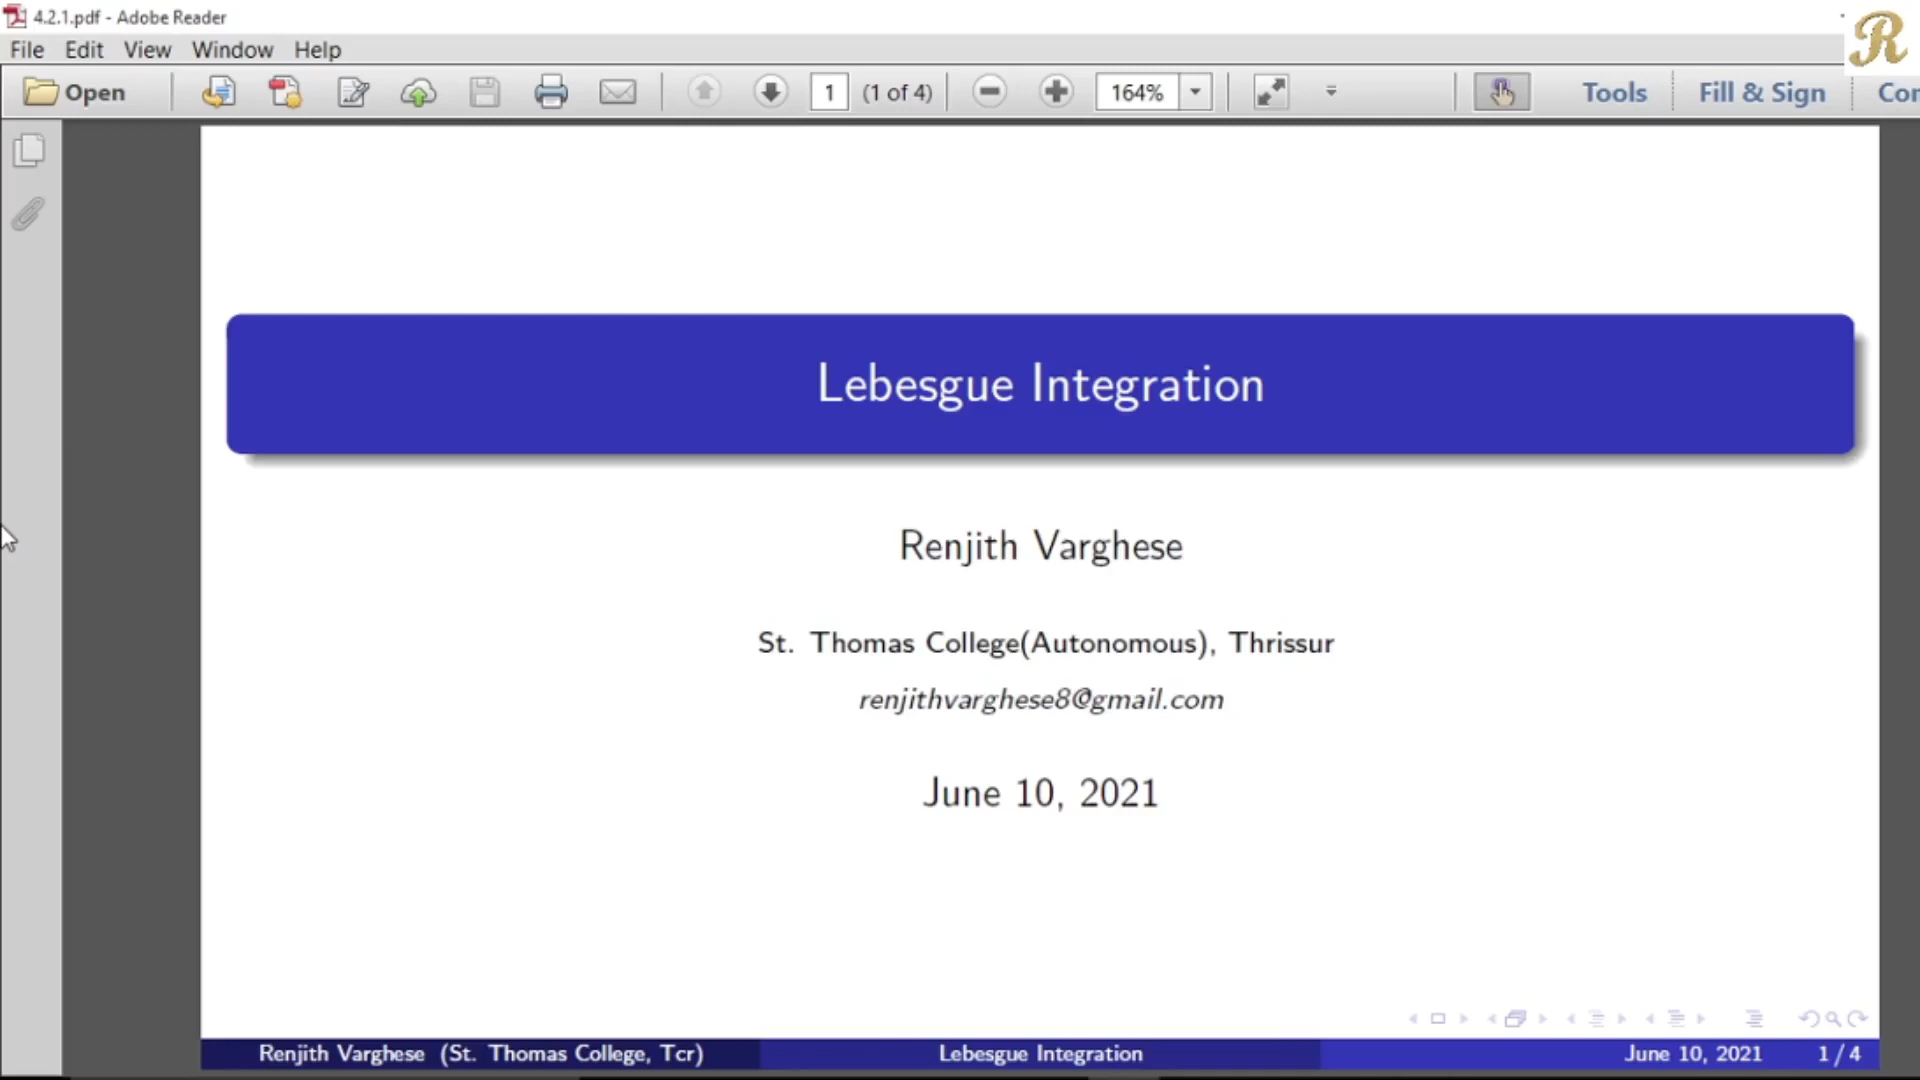 4.2.1.pdf - Adobe Reader
R
File Edit View Window Help
Open 1 (1 of 4) 164% Tools Fill & Sign
Lebesgue Integration
Renjith Varghese
St. Thomas College(Autonomous), Thrissur
renjithvarghese8@gmail.com
June 10, 2021
Renjith Varghese (St. Thomas College, Tcr) Lebesgue Integration June 10, 2021 1 / 4